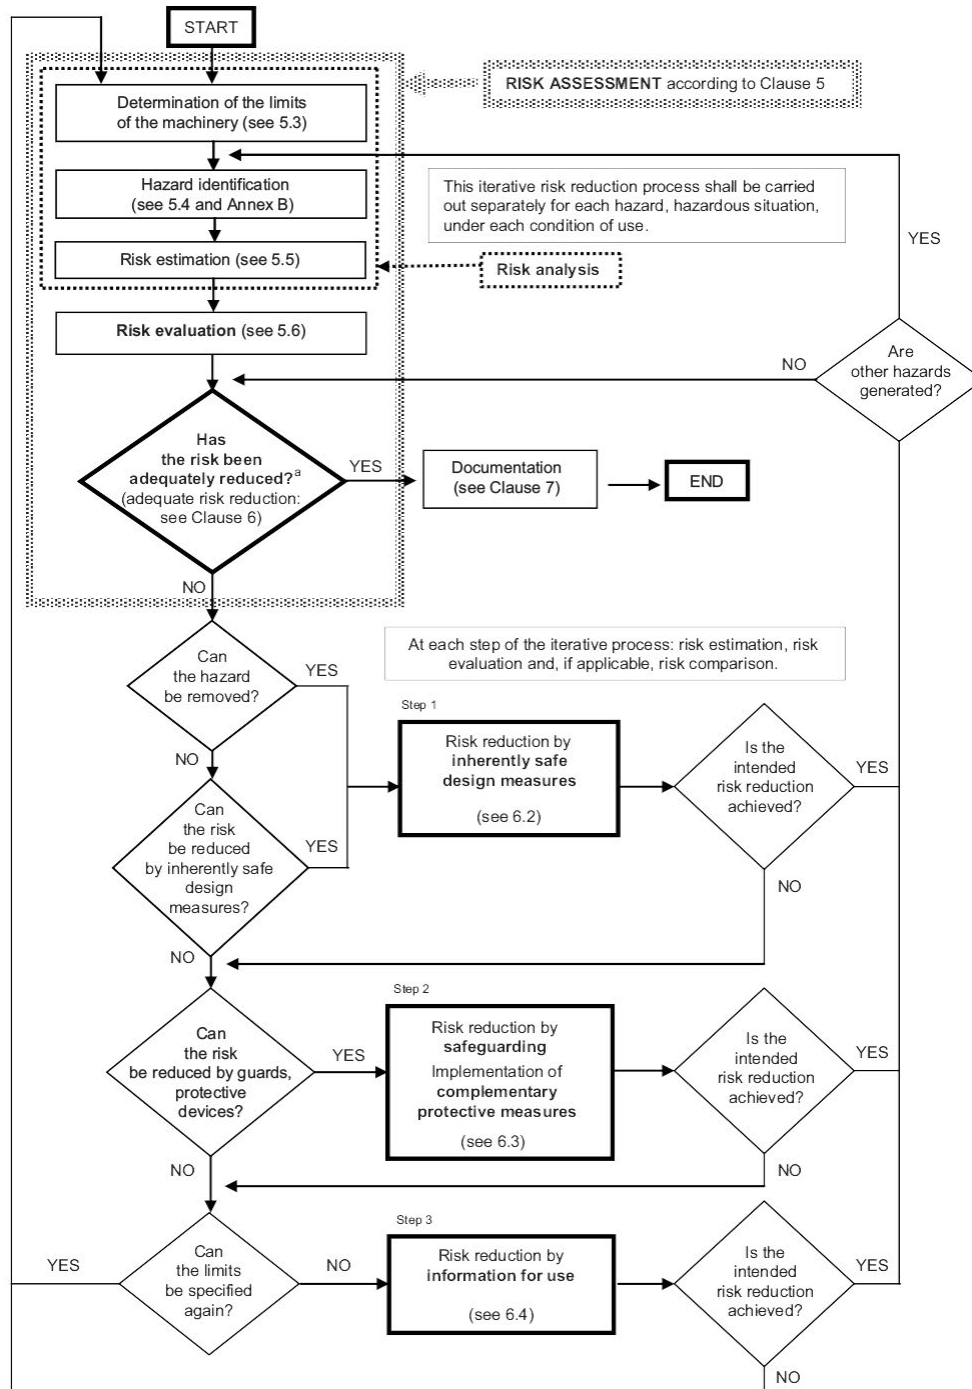 START
RISK ASSESSMENT according to Clause 5
Determination of the limits
of the machinery (see 5.3)
Hazard identification
(see 5.4 and Annex B)
This iterative risk reduction process shall be carried
out separately for each hazard, hazardous situation,
under each condition of use.
YES
Risk estimation (see 5.5)
Risk analysis
Risk evaluation (see 5.6)
Are
other hazards
generated?
NO
Has
the risk been
adequately reduced?a
(adequate risk reduction:
see Clause 6)
YES
Documentation
(see Clause 7)
END
NO
At each step of the iterative process: risk estimation, risk
evaluation and, if applicable, risk comparison.
Can
the hazard
be removed?
YES
NO
Step 1
Risk reduction by
inherently safe
design measures
(see 6.2)
Is the
intended
risk reduction
achieved?
YES
NO
Can
the risk
be reduced
by inherently safe
design
measures?
YES
NO
Step 2
Can
the risk
be reduced by guards,
protective
devices?
YES
Risk reduction by
safeguarding
Implementation of
complementary
protective measures
(see 6.3)
Is the
intended
risk reduction
achieved?
YES
NO
NO
Step 3
YES
Can
the limits
be specified
again?
NO
Risk reduction by
information for use
(see 6.4)
Is the
intended
risk reduction
achieved?
YES
NO